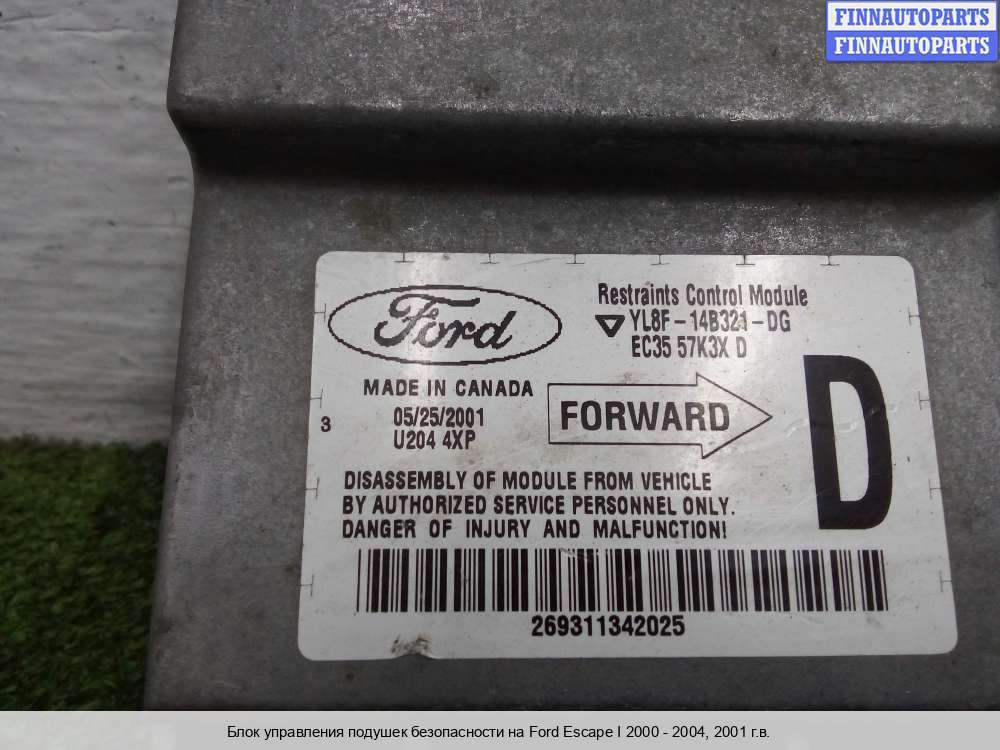 FINNAUTOPARTS
FINNAUTOPARTS
Ford
Restraints Control Module
YL8F-14B321-DG
EC35 57K3X D
MADE IN CANADA
05/25/2001
U204 4XP
3
FORWARD
D
DISASSEMBLY OF MODULE FROM VEHICLE
BY AUTHORIZED SERVICE PERSONNEL ONLY.
DANGER OF INJURY AND MALFUNCTION!
269311342025
Блок управления подушек безопасности на Ford Escape I 2000 - 2004, 2001 г.в.